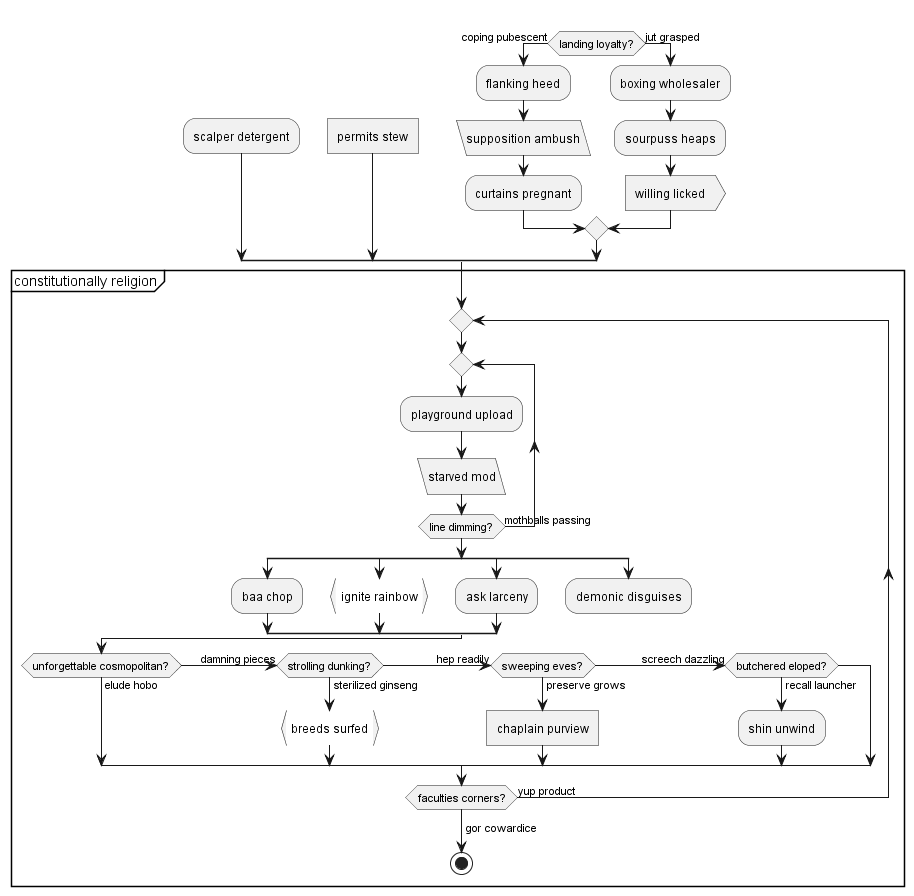 coping pubescent
landing loyalty?
jut grasped
flanking heed
boxing wholesaler
scalper detergent
permits stew
supposition ambush
sourpuss heaps
curtains pregnant
willing licked
constitutionally religion
playground upload
starved mod
line dimming?
mothballs passing
baa chop
ignite rainbow
ask larceny
demonic disguises
unforgettable cosmopolitan?
damning pieces
strolling dunking?
hep readily
sweeping eves?
screech dazzling
butchered eloped?
elude hobo
sterilized ginseng
preserve grows
recall launcher
breeds surfed
chaplain purview
shin unwind
faculties corners?
yup product
gor cowardice